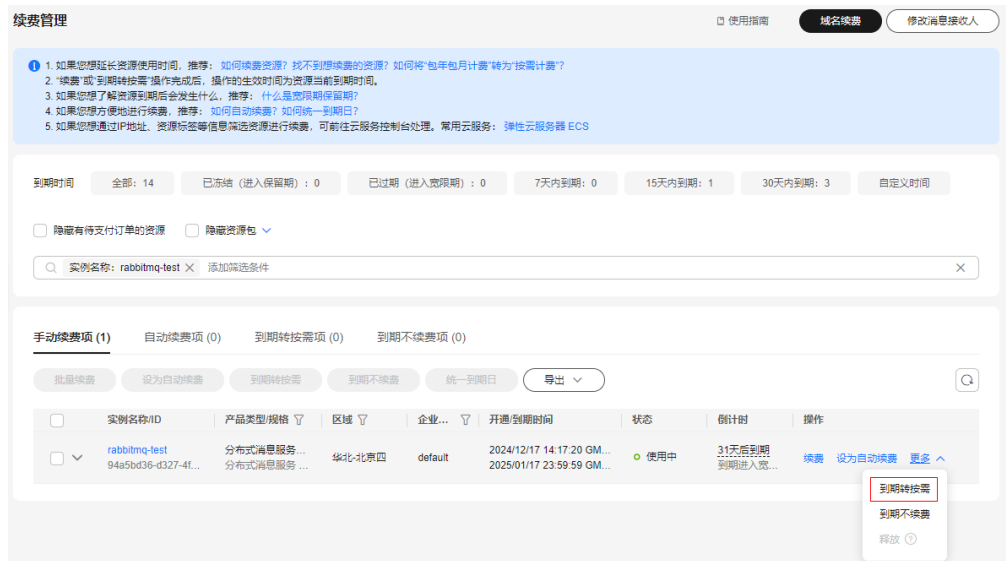 续费管理
使用指南 域名续费 修改消息接收人
1. 如果您想延长资源使用时间，推荐： 如何续费资源？找不到想续费的资源？如何将“包年包月计费”转为“按需计费”？
2. “续费”或“到期转按需”操作完成后，操作的生效时间为资源当前到期时间。
3. 如果您想了解资源到期后会发生什么，推荐： 什么是宽限期保留期？
4. 如果您想方便地进行续费，推荐： 如何自动续费？如何统一到期日？
5. 如果您想通过IP地址、资源标签等信息筛选资源进行续费，可前往云服务控制台处理。常用云服务： 弹性云服务器 ECS
到期时间 全部：14 已冻结（进入保留期）：0 已过期（进入宽限期）：0 7天内到期：0 15天内到期：1 30天内到期：3 自定义时间
隐藏有待支付订单的资源 隐藏资源包
实例名称：rabbitmq-test 添加筛选条件
手动续费项 (1) 自动续费项 (0) 到期转按需项 (0) 到期不续费项 (0)
批量续费 设为自动续费 到期转按需 到期不续费 统一到期日 导出
实例名称/ID 产品类型/规格 区域 企业... 开通/到期时间 状态 倒计时 操作
rabbitmq-test 分布式消息服务... 2024/12/17 14:17:20 GM... 31天后到期
华北-北京四 default 使用中 续费 设为自动续费 更多
94a5bd36-d327-4f... 分布式消息服务 ... 2025/01/17 23:59:59 GM... 到期进入宽...
到期转按需
到期不续费
释放